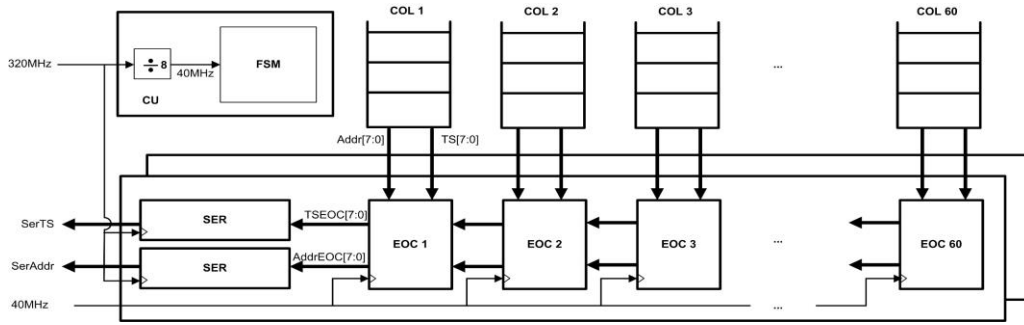 COL 1 COL 2 COL 3 COL 60
320MHz
÷ 8
40MHz
FSM
CU
...
Addr[7:0] TS[7:0]
SerTS
SER
TSEOC[7:0]
EOC 1 EOC 2 EOC 3 ... EOC 60
SerAddr
SER
AddrEOC[7:0]
40MHz
... ...